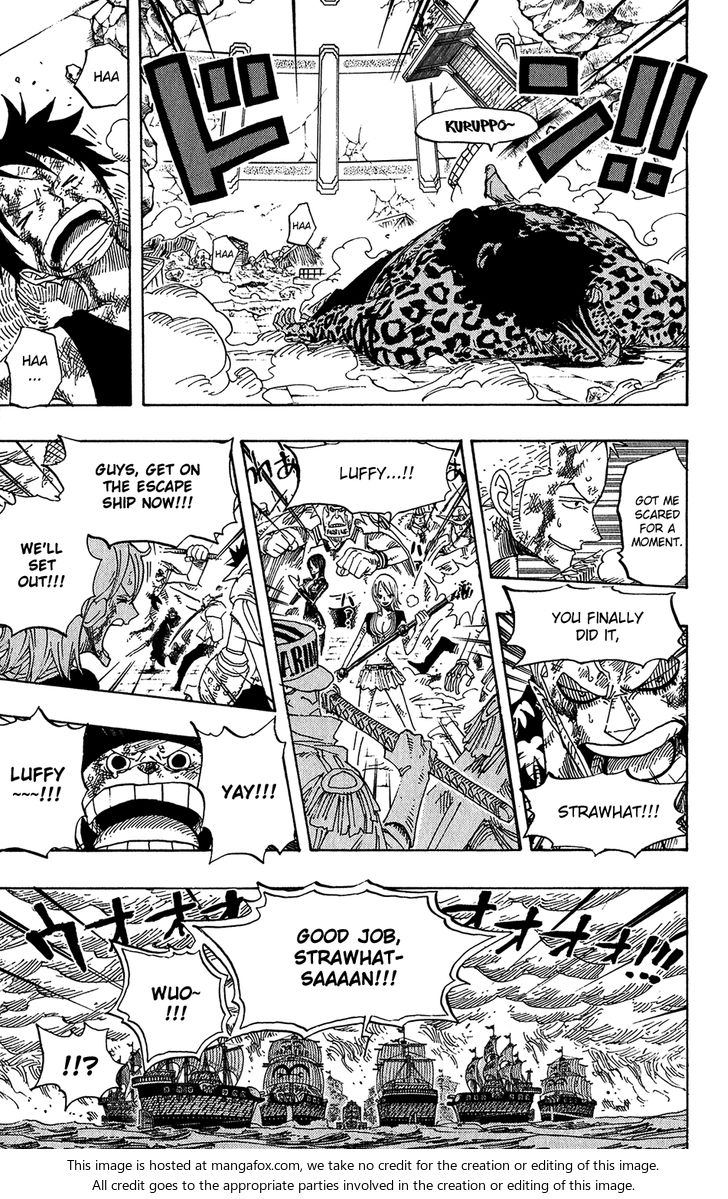 ドン!!
KURUPPO~
HAA
HAA
HAA
HAA
...
GOT ME
SCARED
FOR A
MOMENT.
YOU FINALLY
DID IT,
STRAWHAT!!!
LUFFY...!!
MARINE
ARINE
GUYS, GET ON
THE ESCAPE
SHIP NOW!!!
WE'LL
SET
OUT!!!
YAY!!!
LUFFY
~~~!!!
ウオオオオオオオ!!!
GOOD JOB,
STRAWHAT-
SAAAAN!!!
WUO~
!!!
!!?
This image is hosted at mangafox.com, we take no credit for the creation or editing of this image.
All credit goes to the appropriate parties involved in the creation or editing of this image.